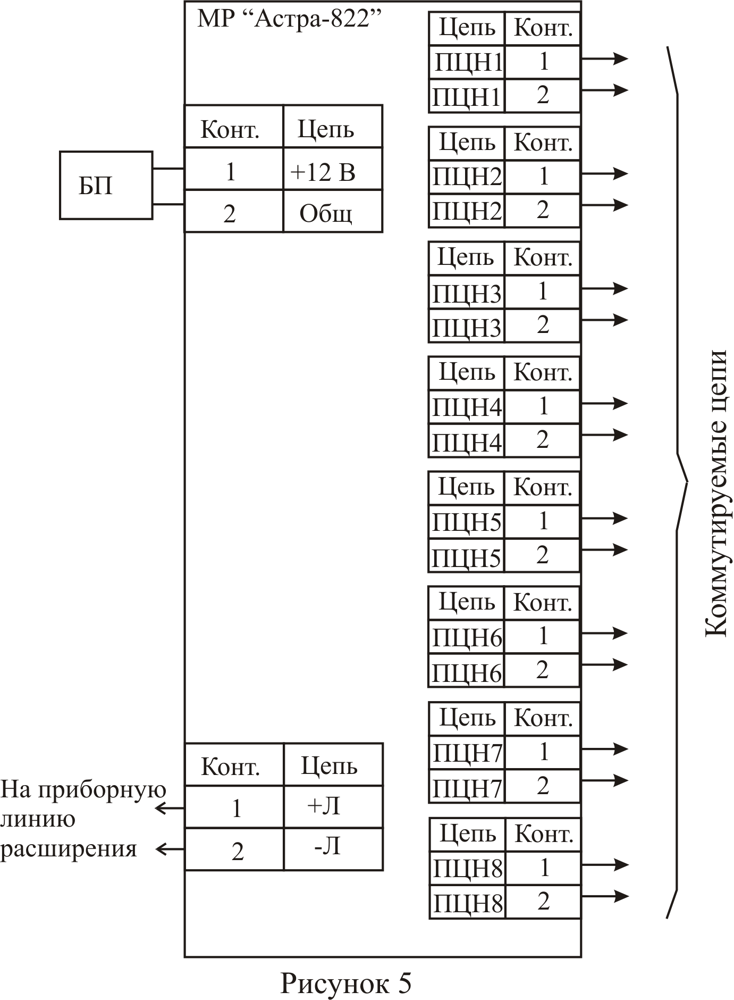 МР “Астра-822”
Цепь Конт.
ПЦН1 1
ПЦН1 2
Конт. Цепь
1 +12 В
2 Общ
БП
Цепь Конт.
ПЦН2 1
ПЦН2 2
Цепь Конт.
ПЦН3 1
ПЦН3 2
Цепь Конт.
ПЦН4 1
ПЦН4 2
Цепь Конт.
ПЦН5 1
ПЦН5 2
Цепь Конт.
ПЦН6 1
ПЦН6 2
Цепь Конт.
ПЦН7 1
ПЦН7 2
Цепь Конт.
ПЦН8 1
ПЦН8 2
Коммутируемые цепи
Конт. Цепь
1 +Л
2 -Л
На приборную
линию
расширения
Рисунок 5